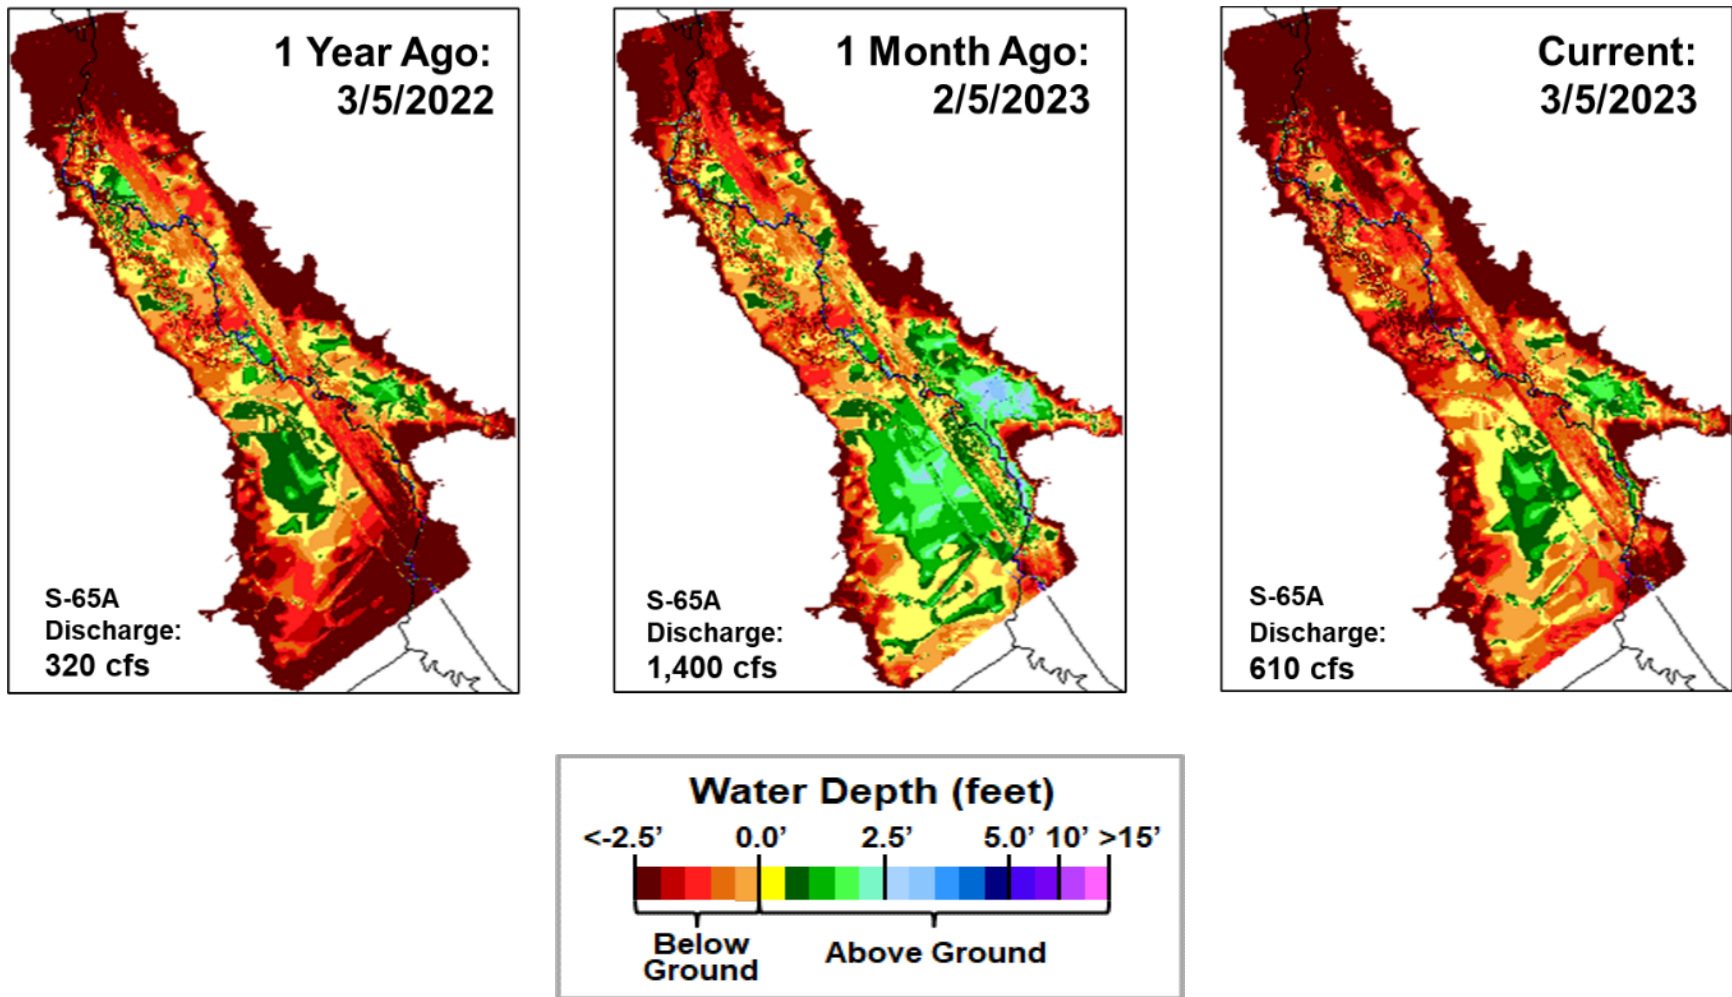 1 Year Ago:
3/5/2022
S-65A
Discharge:
320 cfs
1 Month Ago:
2/5/2023
S-65A
Discharge:
1,400 cfs
Current:
3/5/2023
S-65A
Discharge:
610 cfs
Water Depth (feet)
<-2.5’ 0.0’ 2.5’ 5.0’ 10’ >15’
Below
Ground
Above Ground